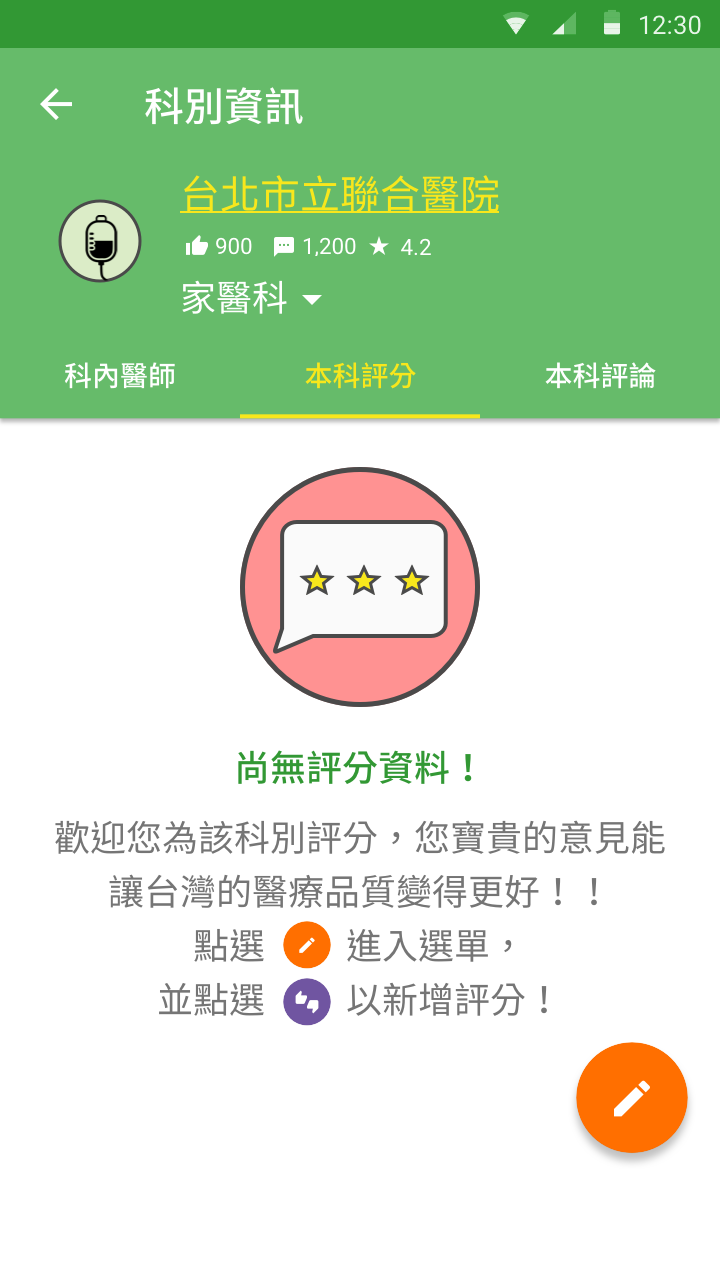 12:30
科別資訊
台北市立聯合醫院
900 1,200 4.2
家醫科
科內醫師 本科評分 本科評論
尚無評分資料！
歡迎您為該科別評分，您寶貴的意見能
讓台灣的醫療品質變得更好！！
點選 進入選單，
並點選 以新增評分！